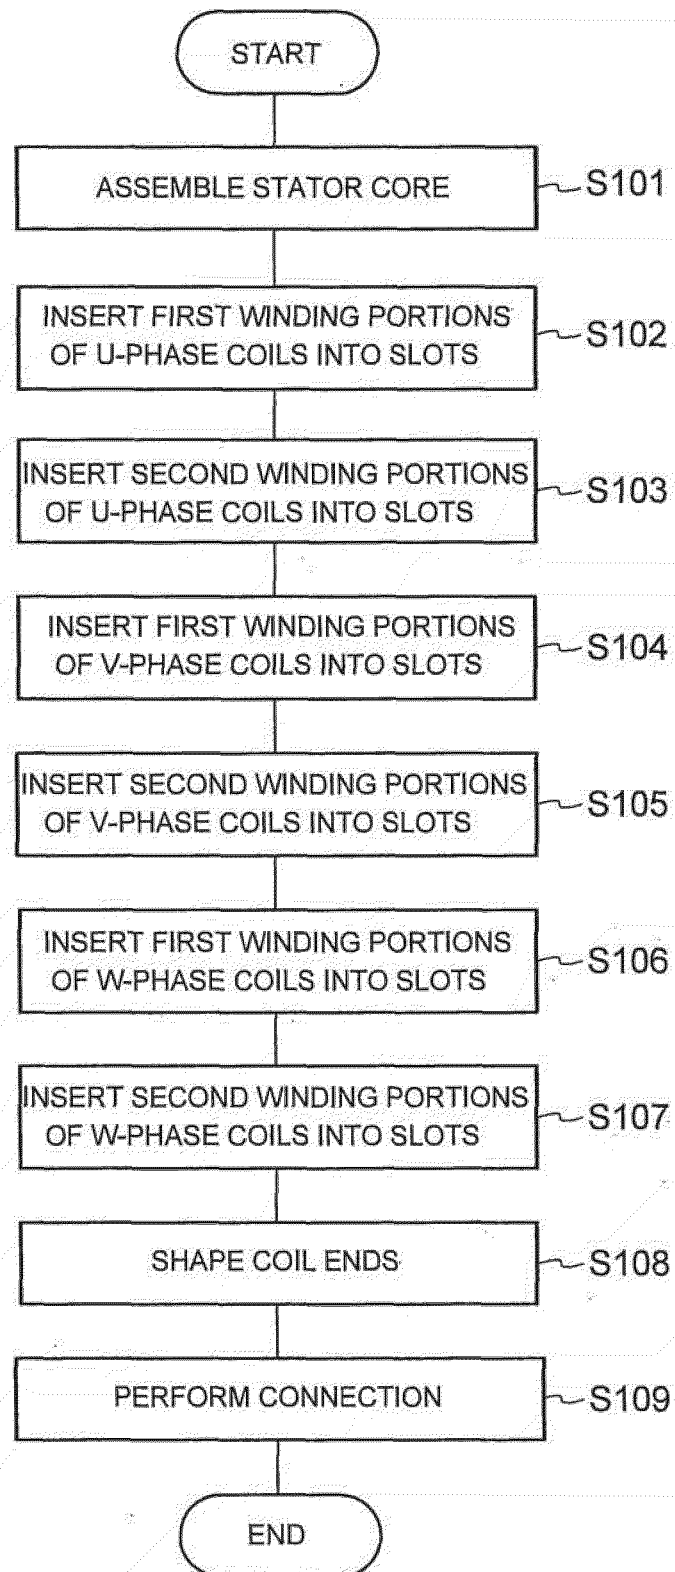 START
ASSEMBLE STATOR CORE
S101
INSERT FIRST WINDING PORTIONS
OF U-PHASE COILS INTO SLOTS
S102
INSERT SECOND WINDING PORTIONS
OF U-PHASE COILS INTO SLOTS
S103
INSERT FIRST WINDING PORTIONS
OF V-PHASE COILS INTO SLOTS
S104
INSERT SECOND WINDING PORTIONS
OF V-PHASE COILS INTO SLOTS
S105
INSERT FIRST WINDING PORTIONS
OF W-PHASE COILS INTO SLOTS
S106
INSERT SECOND WINDING PORTIONS
OF W-PHASE COILS INTO SLOTS
S107
SHAPE COIL ENDS
S108
PERFORM CONNECTION
S109
END